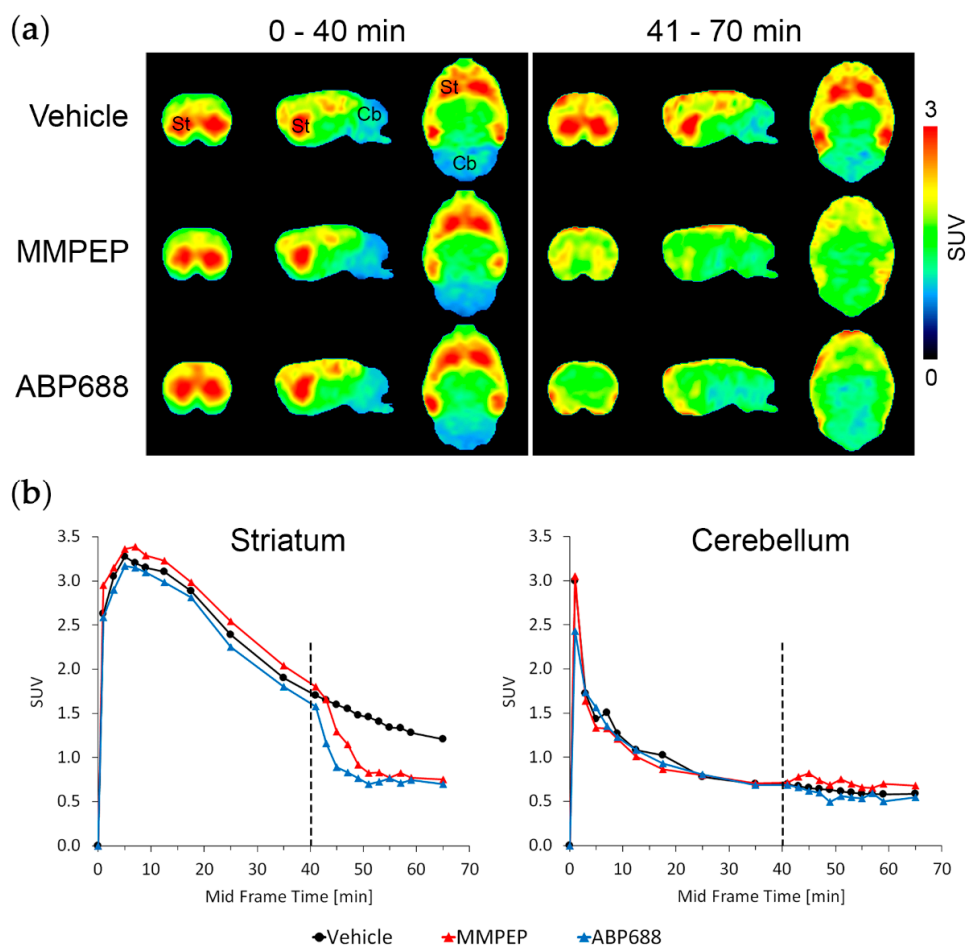 (a)
0 - 40 min
41 - 70 min
Vehicle
St
St
Cb
St
Cb
MMPEP
ABP688
3
SUV
0
(b)
Striatum
3.5
3.0
2.5
2.0
1.5
1.0
0.5
0.0
SUV
0 10 20 30 40 50 60 70
Mid Frame Time [min]
Cerebellum
3.5
3.0
2.5
2.0
1.5
1.0
0.5
0.0
SUV
0 10 20 30 40 50 60 70
Mid Frame Time [min]
Vehicle MMPEP ABP688